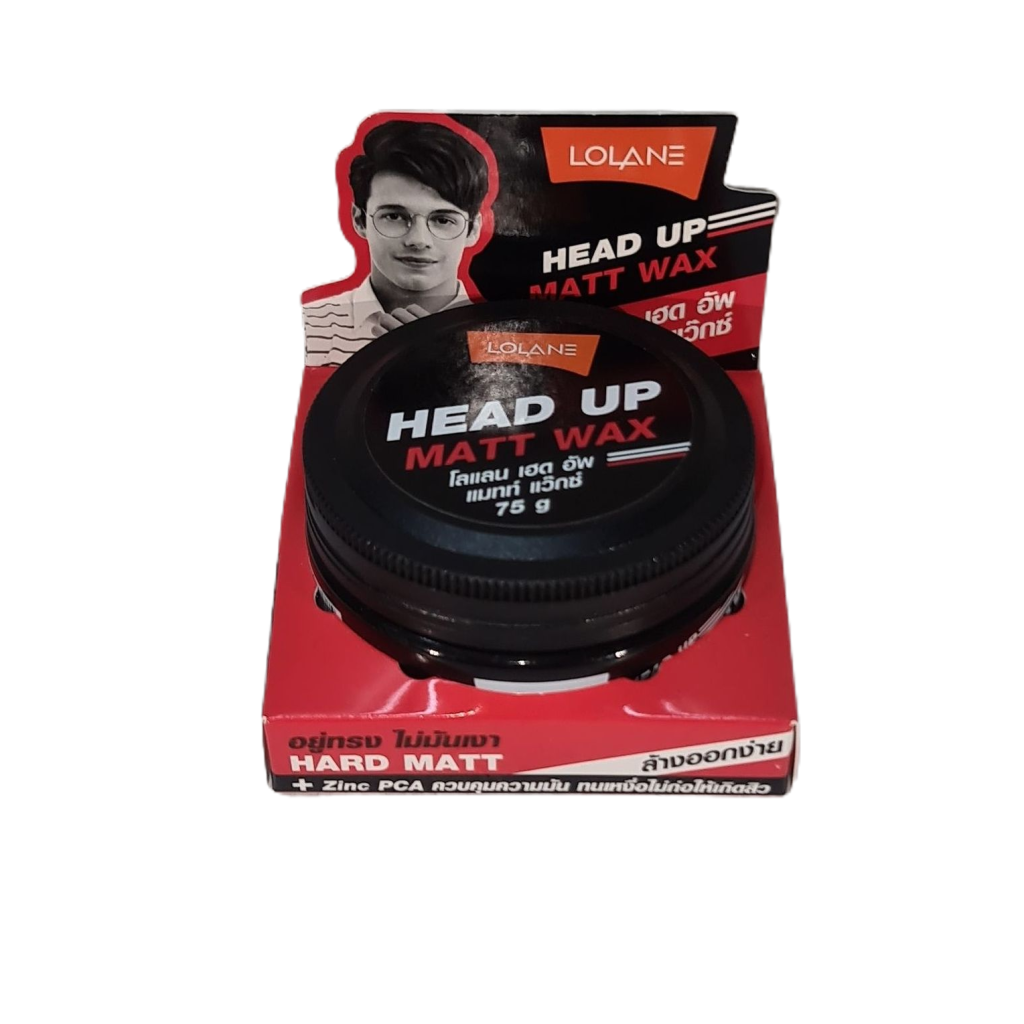 LOLANE
HEAD UP
MATT WAX
เฮด อัพ
แว๊กซ์
LOLANE
HEAD UP
MATT WAX
โลแลน เฮด อัพ
แมทท์ แว๊กซ์
75 g
อยู่ทรง ไม่มันเงา
HARD MATT
ล้างออกง่าย
+ Zinc PCA ควบคุมความมัน ทนเหงื่อไม่ก่อให้เกิดสิว